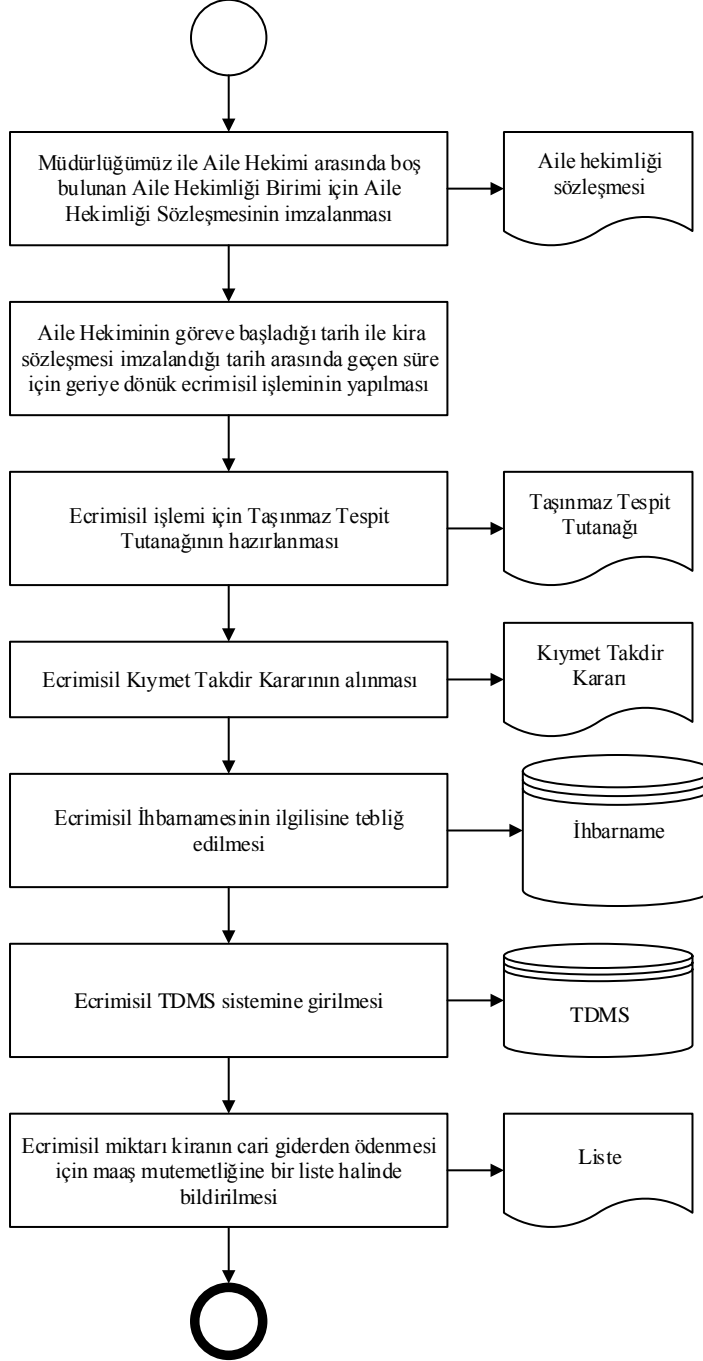 Müdürlüğümüz ile Aile Hekimi arasında boş
bulunan Aile Hekimliği Birimi için Aile
Hekimliği Sözleşmesinin imzalanması
Aile hekimliği
sözleşmesi
Aile Hekiminin göreve başladığı tarih ile kira
sözleşmesi imzalandığı tarih arasında geçen süre
için geriye dönük ecrimisil işleminin yapılması
Ecrimisil işlemi için Taşınmaz Tespit
Tutanağının hazırlanması
Taşınmaz Tespit
Tutanağı
Ecrimisil Kıymet Takdir Kararının alınması
Kıymet Takdir
Kararı
Ecrimisil İhbarnamesinin ilgilisine tebliğ
edilmesi
İhbarname
Ecrimisil TDMS sistemine girilmesi
TDMS
Ecrimisil miktarı kiranın cari giderden ödenmesi
için maaş mutemetliğine bir liste halinde
bildirilmesi
Liste